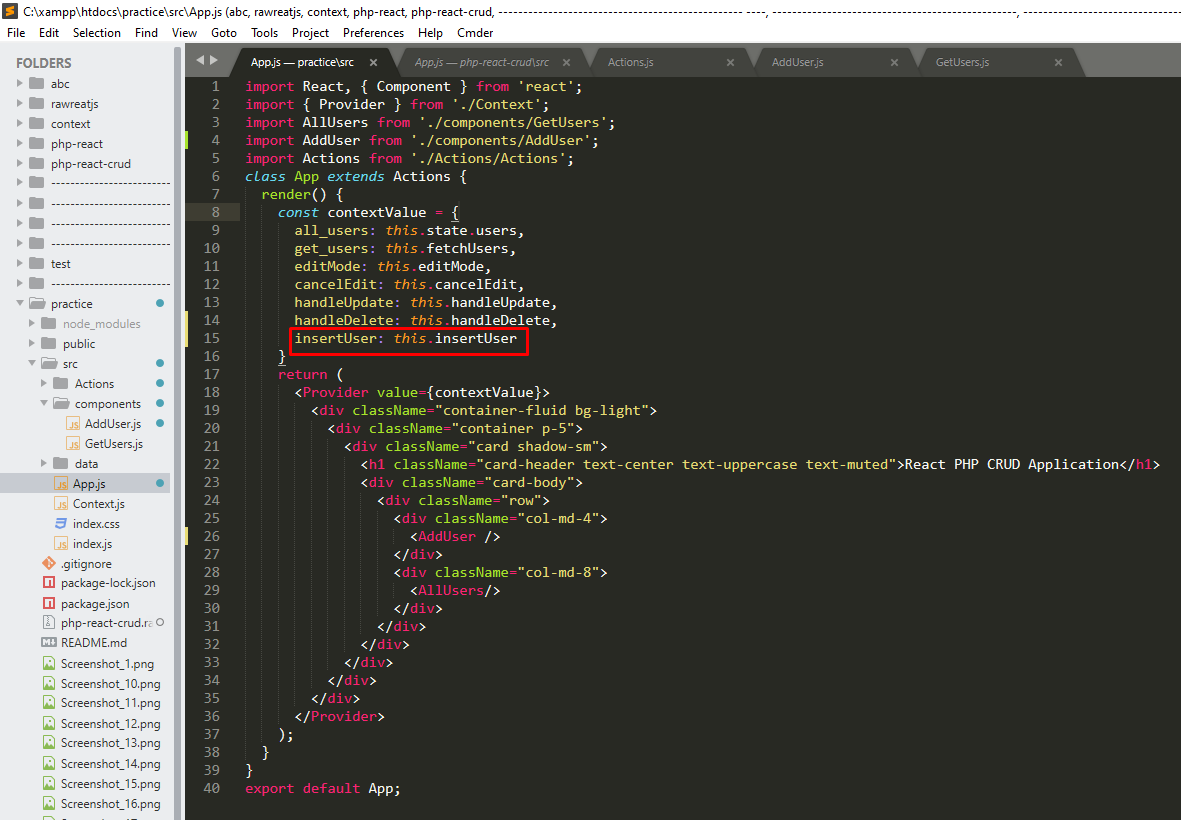 C:\xampp\htdocs\practice\src\App.js (abc, rawreatjs, context, php-react, php-react-crud, ------------------------------------------------- ----, -------------------------------------------------, --------------------------------
File Edit Selection Find View Goto Tools Project Preferences Help Cmder
FOLDERS
abc
rawreatjs
context
php-react
php-react-crud
-------------------------
-------------------------
-------------------------
-------------------------
test
-------------------------
practice
node_modules
public
src
Actions
components
AddUser.js
GetUsers.js
data
App.js
Context.js
index.css
index.js
.gitignore
package-lock.json
package.json
php-react-crud.ra
README.md
Screenshot_1.png
Screenshot_10.png
Screenshot_11.png
Screenshot_12.png
Screenshot_13.png
Screenshot_14.png
Screenshot_15.png
Screenshot_16.png
App.js — practice\src App.js — php-react-crud\src Actions.js AddUser.js GetUsers.js
1 import React, { Component } from 'react';
2 import { Provider } from './Context';
3 import AllUsers from './components/GetUsers';
4 import AddUser from './components/AddUser';
5 import Actions from './Actions/Actions';
6 class App extends Actions {
7 render() {
8 const contextValue = {
9 all_users: this.state.users,
10 get_users: this.fetchUsers,
11 editMode: this.editMode,
12 cancelEdit: this.cancelEdit,
13 handleUpdate: this.handleUpdate,
14 handleDelete: this.handleDelete,
15 insertUser: this.insertUser
16 }
17 return (
18 <Provider value={contextValue}>
19 <div className="container-fluid bg-light">
20 <div className="container p-5">
21 <div className="card shadow-sm">
22 <h1 className="card-header text-center text-uppercase text-muted">React PHP CRUD Application</h1>
23 <div className="card-body">
24 <div className="row">
25 <div className="col-md-4">
26 <AddUser />
27 </div>
28 <div className="col-md-8">
29 <AllUsers/>
30 </div>
31 </div>
32 </div>
33 </div>
34 </div>
35 </div>
36 </Provider>
37 );
38 }
39 }
40 export default App;